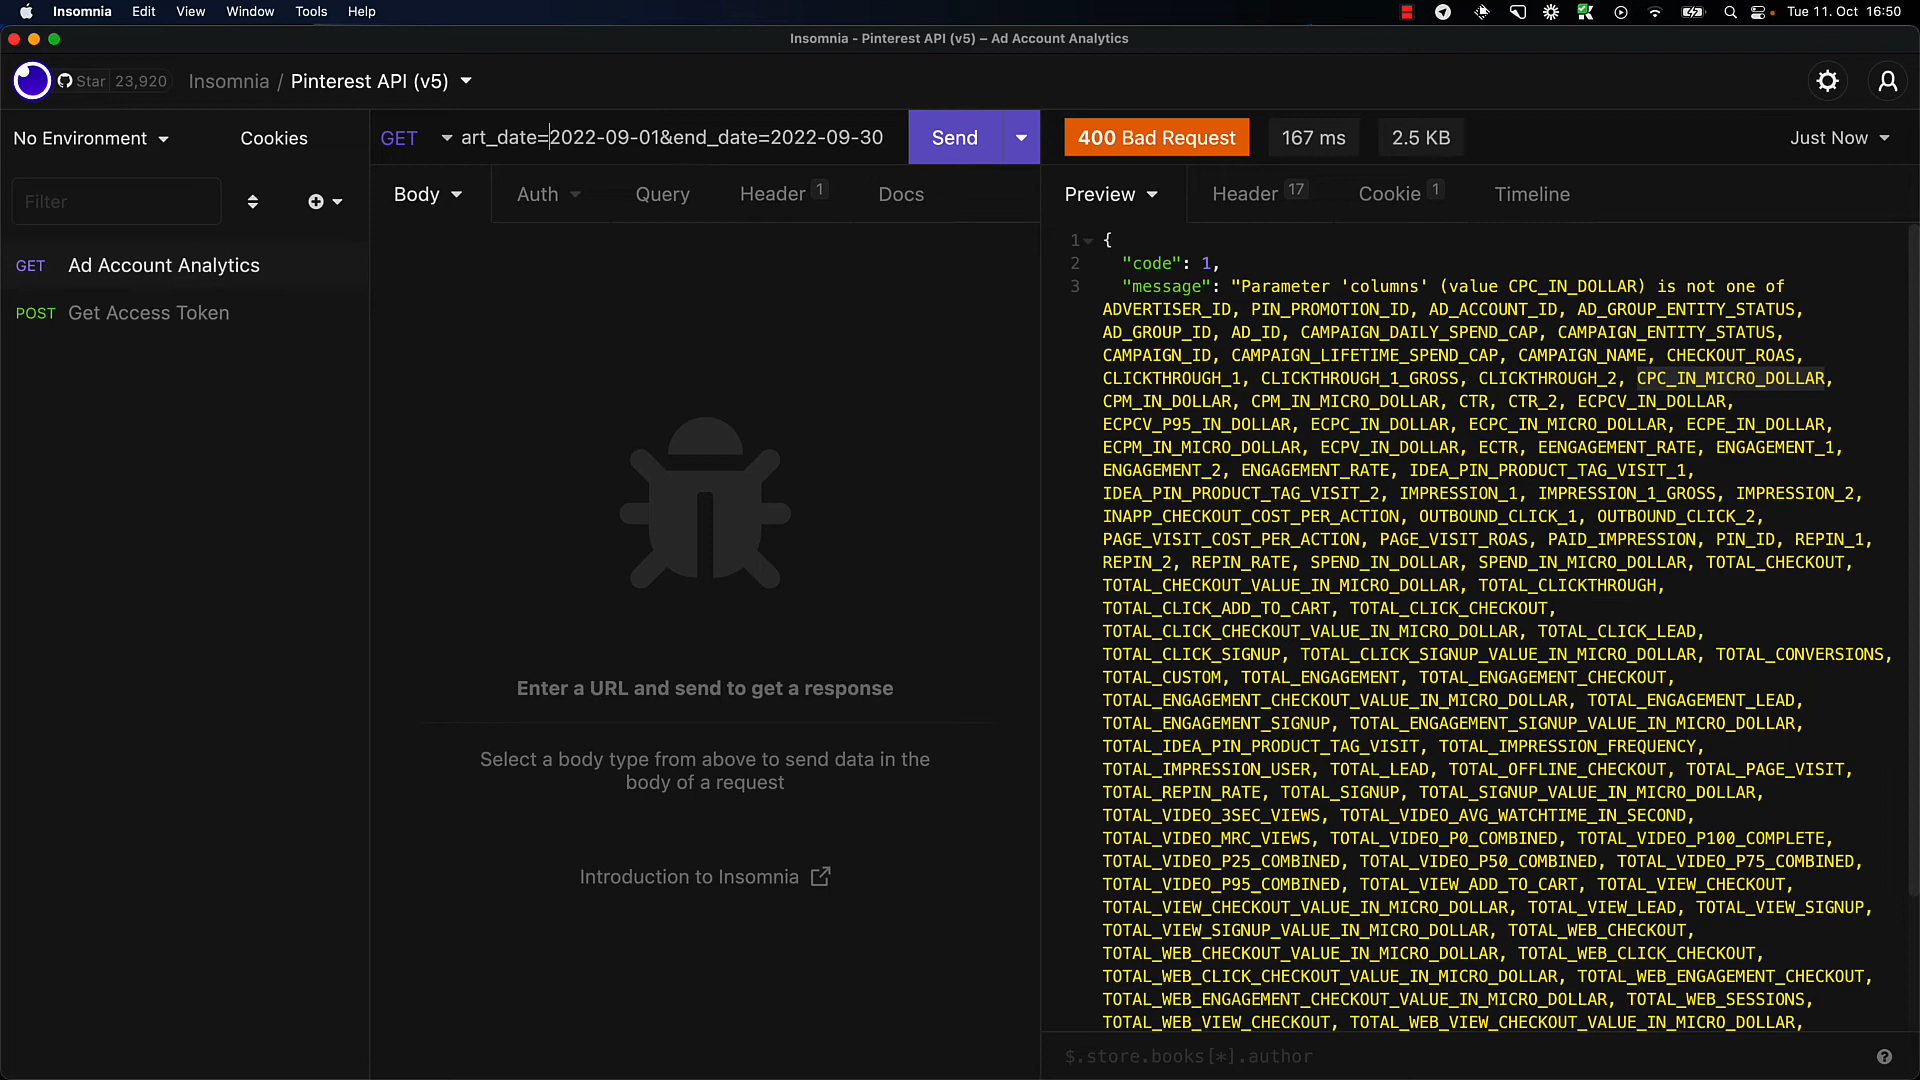 Insomnia Edit View Window Tools Help Tue 11. Oct 16:50
Insomnia - Pinterest API (v5) – Ad Account Analytics
Star 23,920 Insomnia / Pinterest API (v5)
No Environment Cookies GET art_date=2022-09-01&end_date=2022-09-30 Send 400 Bad Request 167 ms 2.5 KB Just Now
Filter Body Auth Query Header 1 Docs Preview Header 17 Cookie 1 Timeline
GET Ad Account Analytics
POST Get Access Token
Enter a URL and send to get a response
Select a body type from above to send data in the
body of a request
Introduction to Insomnia
1 {
2 "code": 1,
3 "message": "Parameter 'columns' (value CPC_IN_DOLLAR) is not one of
ADVERTISER_ID, PIN_PROMOTION_ID, AD_ACCOUNT_ID, AD_GROUP_ENTITY_STATUS,
AD_GROUP_ID, AD_ID, CAMPAIGN_DAILY_SPEND_CAP, CAMPAIGN_ENTITY_STATUS,
CAMPAIGN_ID, CAMPAIGN_LIFETIME_SPEND_CAP, CAMPAIGN_NAME, CHECKOUT_ROAS,
CLICKTHROUGH_1, CLICKTHROUGH_1_GROSS, CLICKTHROUGH_2, CPC_IN_MICRO_DOLLAR,
CPM_IN_DOLLAR, CPM_IN_MICRO_DOLLAR, CTR, CTR_2, ECPCV_IN_DOLLAR,
ECPCV_P95_IN_DOLLAR, ECPC_IN_DOLLAR, ECPC_IN_MICRO_DOLLAR, ECPE_IN_DOLLAR,
ECPM_IN_MICRO_DOLLAR, ECPV_IN_DOLLAR, ECTR, EENGAGEMENT_RATE, ENGAGEMENT_1,
ENGAGEMENT_2, ENGAGEMENT_RATE, IDEA_PIN_PRODUCT_TAG_VISIT_1,
IDEA_PIN_PRODUCT_TAG_VISIT_2, IMPRESSION_1, IMPRESSION_1_GROSS, IMPRESSION_2,
INAPP_CHECKOUT_COST_PER_ACTION, OUTBOUND_CLICK_1, OUTBOUND_CLICK_2,
PAGE_VISIT_COST_PER_ACTION, PAGE_VISIT_ROAS, PAID_IMPRESSION, PIN_ID, REPIN_1,
REPIN_2, REPIN_RATE, SPEND_IN_DOLLAR, SPEND_IN_MICRO_DOLLAR, TOTAL_CHECKOUT,
TOTAL_CHECKOUT_VALUE_IN_MICRO_DOLLAR, TOTAL_CLICKTHROUGH,
TOTAL_CLICK_ADD_TO_CART, TOTAL_CLICK_CHECKOUT,
TOTAL_CLICK_CHECKOUT_VALUE_IN_MICRO_DOLLAR, TOTAL_CLICK_LEAD,
TOTAL_CLICK_SIGNUP, TOTAL_CLICK_SIGNUP_VALUE_IN_MICRO_DOLLAR, TOTAL_CONVERSIONS,
TOTAL_CUSTOM, TOTAL_ENGAGEMENT, TOTAL_ENGAGEMENT_CHECKOUT,
TOTAL_ENGAGEMENT_CHECKOUT_VALUE_IN_MICRO_DOLLAR, TOTAL_ENGAGEMENT_LEAD,
TOTAL_ENGAGEMENT_SIGNUP, TOTAL_ENGAGEMENT_SIGNUP_VALUE_IN_MICRO_DOLLAR,
TOTAL_IDEA_PIN_PRODUCT_TAG_VISIT, TOTAL_IMPRESSION_FREQUENCY,
TOTAL_IMPRESSION_USER, TOTAL_LEAD, TOTAL_OFFLINE_CHECKOUT, TOTAL_PAGE_VISIT,
TOTAL_REPIN_RATE, TOTAL_SIGNUP, TOTAL_SIGNUP_VALUE_IN_MICRO_DOLLAR,
TOTAL_VIDEO_3SEC_VIEWS, TOTAL_VIDEO_AVG_WATCHTIME_IN_SECOND,
TOTAL_VIDEO_MRC_VIEWS, TOTAL_VIDEO_P0_COMBINED, TOTAL_VIDEO_P100_COMPLETE,
TOTAL_VIDEO_P25_COMBINED, TOTAL_VIDEO_P50_COMBINED, TOTAL_VIDEO_P75_COMBINED,
TOTAL_VIDEO_P95_COMBINED, TOTAL_VIEW_ADD_TO_CART, TOTAL_VIEW_CHECKOUT,
TOTAL_VIEW_CHECKOUT_VALUE_IN_MICRO_DOLLAR, TOTAL_VIEW_LEAD, TOTAL_VIEW_SIGNUP,
TOTAL_VIEW_SIGNUP_VALUE_IN_MICRO_DOLLAR, TOTAL_WEB_CHECKOUT,
TOTAL_WEB_CHECKOUT_VALUE_IN_MICRO_DOLLAR, TOTAL_WEB_CLICK_CHECKOUT,
TOTAL_WEB_CLICK_CHECKOUT_VALUE_IN_MICRO_DOLLAR, TOTAL_WEB_ENGAGEMENT_CHECKOUT,
TOTAL_WEB_ENGAGEMENT_CHECKOUT_VALUE_IN_MICRO_DOLLAR, TOTAL_WEB_SESSIONS,
TOTAL_WEB_VIEW_CHECKOUT, TOTAL_WEB_VIEW_CHECKOUT_VALUE_IN_MICRO_DOLLAR,
$.store.books[*].author